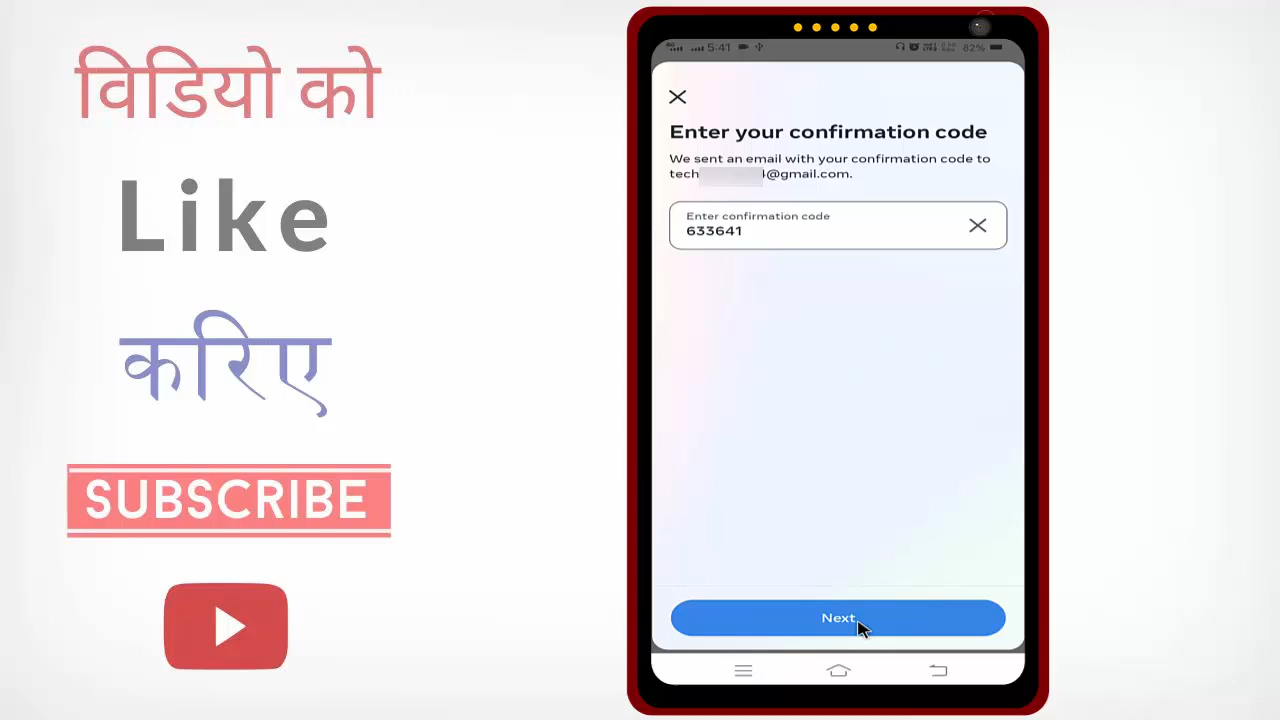 विडियो को
Like
करिए
SUBSCRIBE
5:41
82%
Enter your confirmation code
We sent an email with your confirmation code to
tech 4@gmail.com.
Enter confirmation code
633641
Next